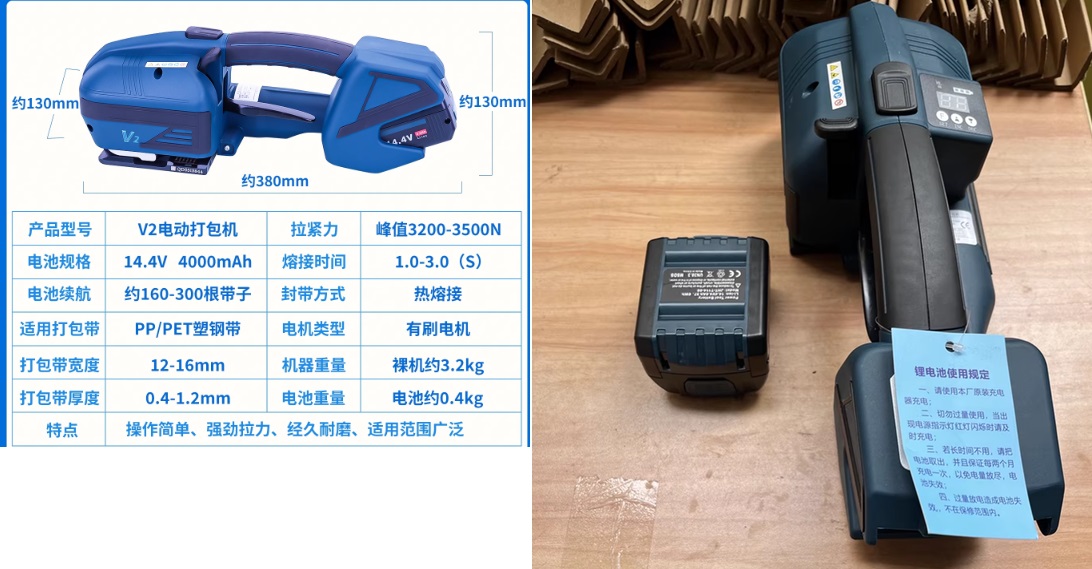 约130mm
约130mm
V2
14.4V
约380mm
产品型号 V2电动打包机 拉紧力 峰值3200-3500N
电池规格 14.4V 4000mAh 熔接时间 1.0-3.0（S）
电池续航 约160-300根带子 封带方式 热熔接
适用打包带 PP/PET塑钢带 电机类型 有刷电机
打包带宽度 12-16mm 机器重量 裸机约3.2kg
打包带厚度 0.4-1.2mm 电池重量 电池约0.4kg
特点 操作简单、强劲拉力、经久耐磨、适用范围广泛
Power Tool Battery
锂电池使用规定
一、请使用本厂原装充电
器充电；
二、切勿过量使用，当出
现电源指示灯红灯闪烁时请及
时充电；
三、若长时间不用，请把
电池取出，并且保证每两个月
充电一次，以免电量放尽，电
池失效；
四、过量放电造成电池失
效，不在保修范围内。